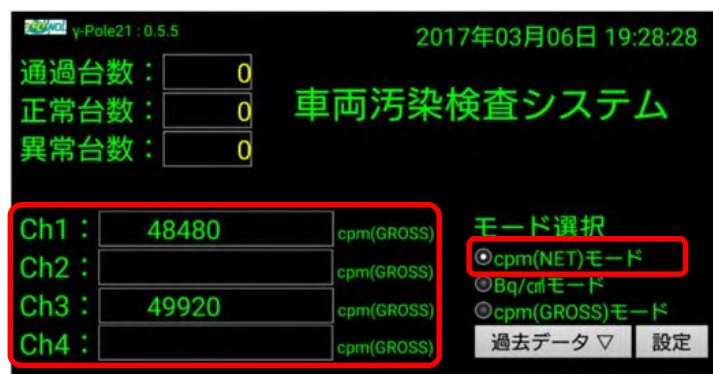 γ-Pole21 : 0.5.5
2017年03月06日 19:28:28
通過台数： 0
正常台数： 0
異常台数： 0
車両汚染検査システム
Ch1： 48480 cpm(GROSS)
Ch2： cpm(GROSS)
Ch3： 49920 cpm(GROSS)
Ch4： cpm(GROSS)
モード選択
cpm(NET)モード
Bq/c㎡モード
cpm(GROSS)モード
過去データ ▽
設定